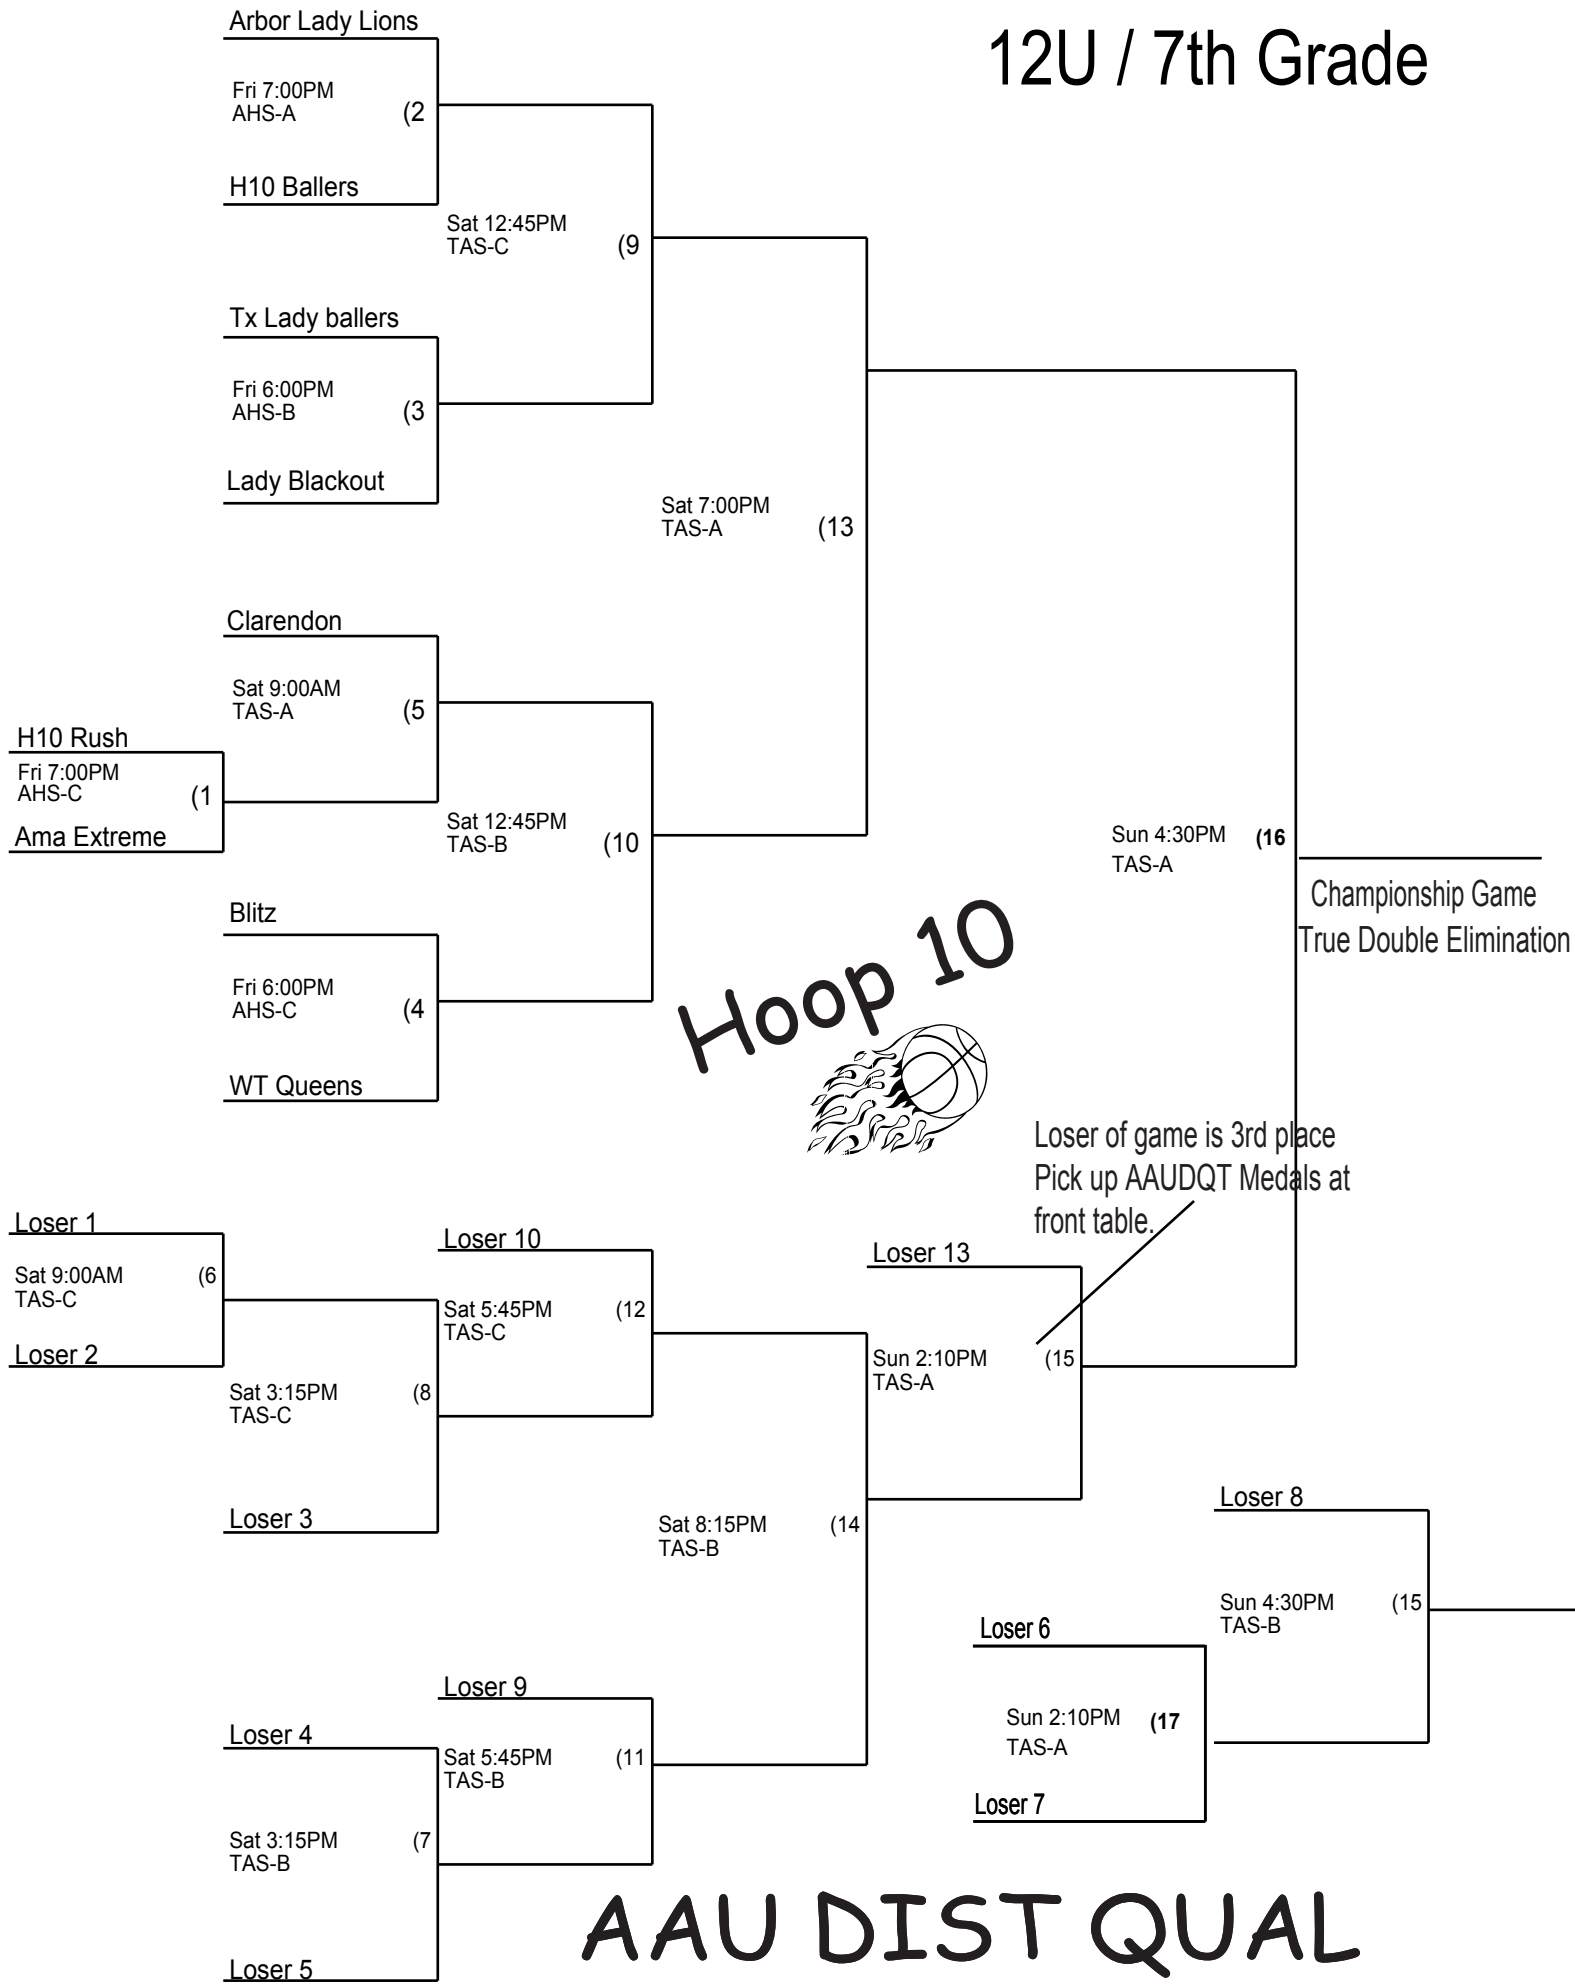 12U / 7th Grade
Arbor Lady Lions
Fri 7:00PM
AHS-A (2
H10 Ballers
Sat 12:45PM
TAS-C (9
Tx Lady ballers
Fri 6:00PM
AHS-B (3
Lady Blackout
Sat 7:00PM
TAS-A (13
Clarendon
Sat 9:00AM
TAS-A (5
H10 Rush
Fri 7:00PM
AHS-C (1
Ama Extreme
Sat 12:45PM
TAS-B (10
Sun 4:30PM (16
TAS-A
Championship Game
True Double Elimination
Blitz
Fri 6:00PM
AHS-C (4
WT Queens
Hoop 10
Loser of game is 3rd place
Pick up AAUDQT Medals at
front table.
Loser 1
Sat 9:00AM (6
TAS-C
Loser 2
Loser 10
Sat 5:45PM (12
TAS-C
Loser 13
Sun 2:10PM (15
TAS-A
Sat 3:15PM (8
TAS-C
Loser 3
Sat 8:15PM (14
TAS-B
Loser 8
Sun 4:30PM (15
TAS-B
Loser 6
Sun 2:10PM (17
TAS-A
Loser 7
Loser 9
Loser 4
Sat 5:45PM (11
TAS-B
Sat 3:15PM (7
TAS-B
Loser 5
AAU DIST QUAL